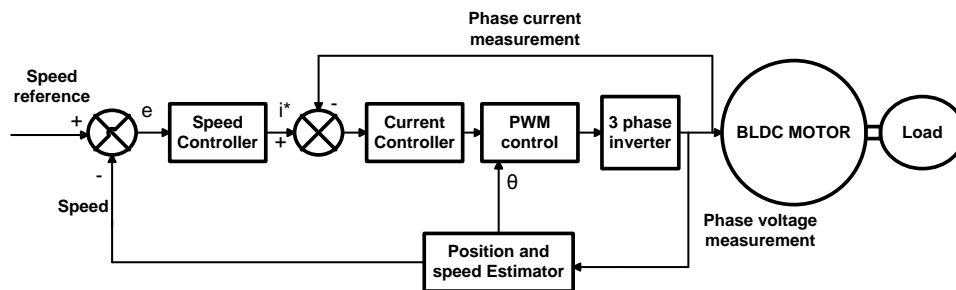 Phase current
measurement
Speed
reference
+
e
Speed
Controller
i*
+
-
Current
Controller
PWM
control
3 phase
inverter
BLDC MOTOR
Load
-
Speed
θ
Phase voltage
measurement
Position and
speed Estimator